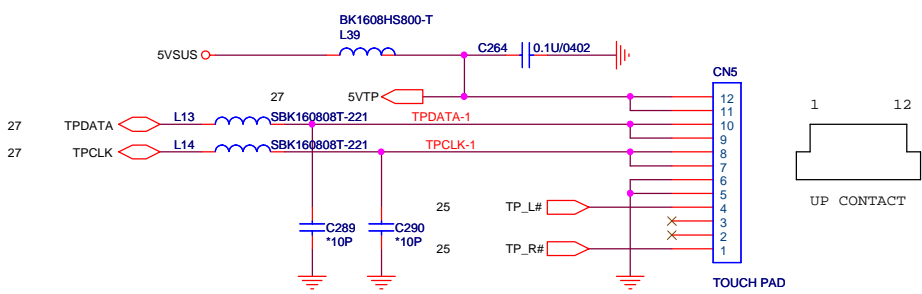 BK1608HS800-T
L39
5VSUS
C264 0.1U/0402
CN5
27 5VTP
27 TPDATA L13 SBK160808T-221 TPDATA-1
27 TPCLK L14 SBK160808T-221 TPCLK-1
12
11
10
9
8
7
6
5
4
3
2
1
1 12
UP CONTACT
25 TP_L#
C289
*10P
C290
*10P
25 TP_R#
TOUCH PAD